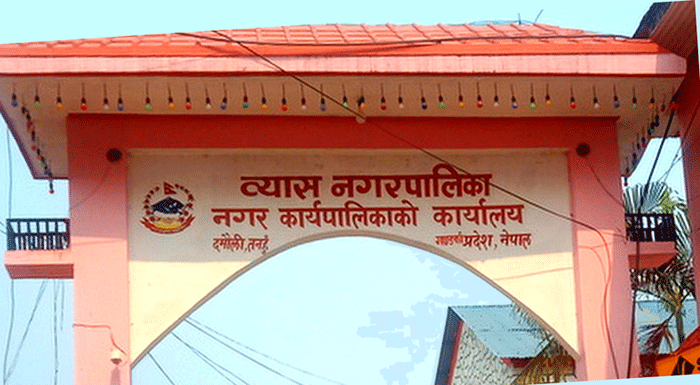 व्यास नगरपालिका
नगर कार्यपालिकाको कार्यालय
दमौली, तनहुँ गण्डकी प्रदेश, नेपाल